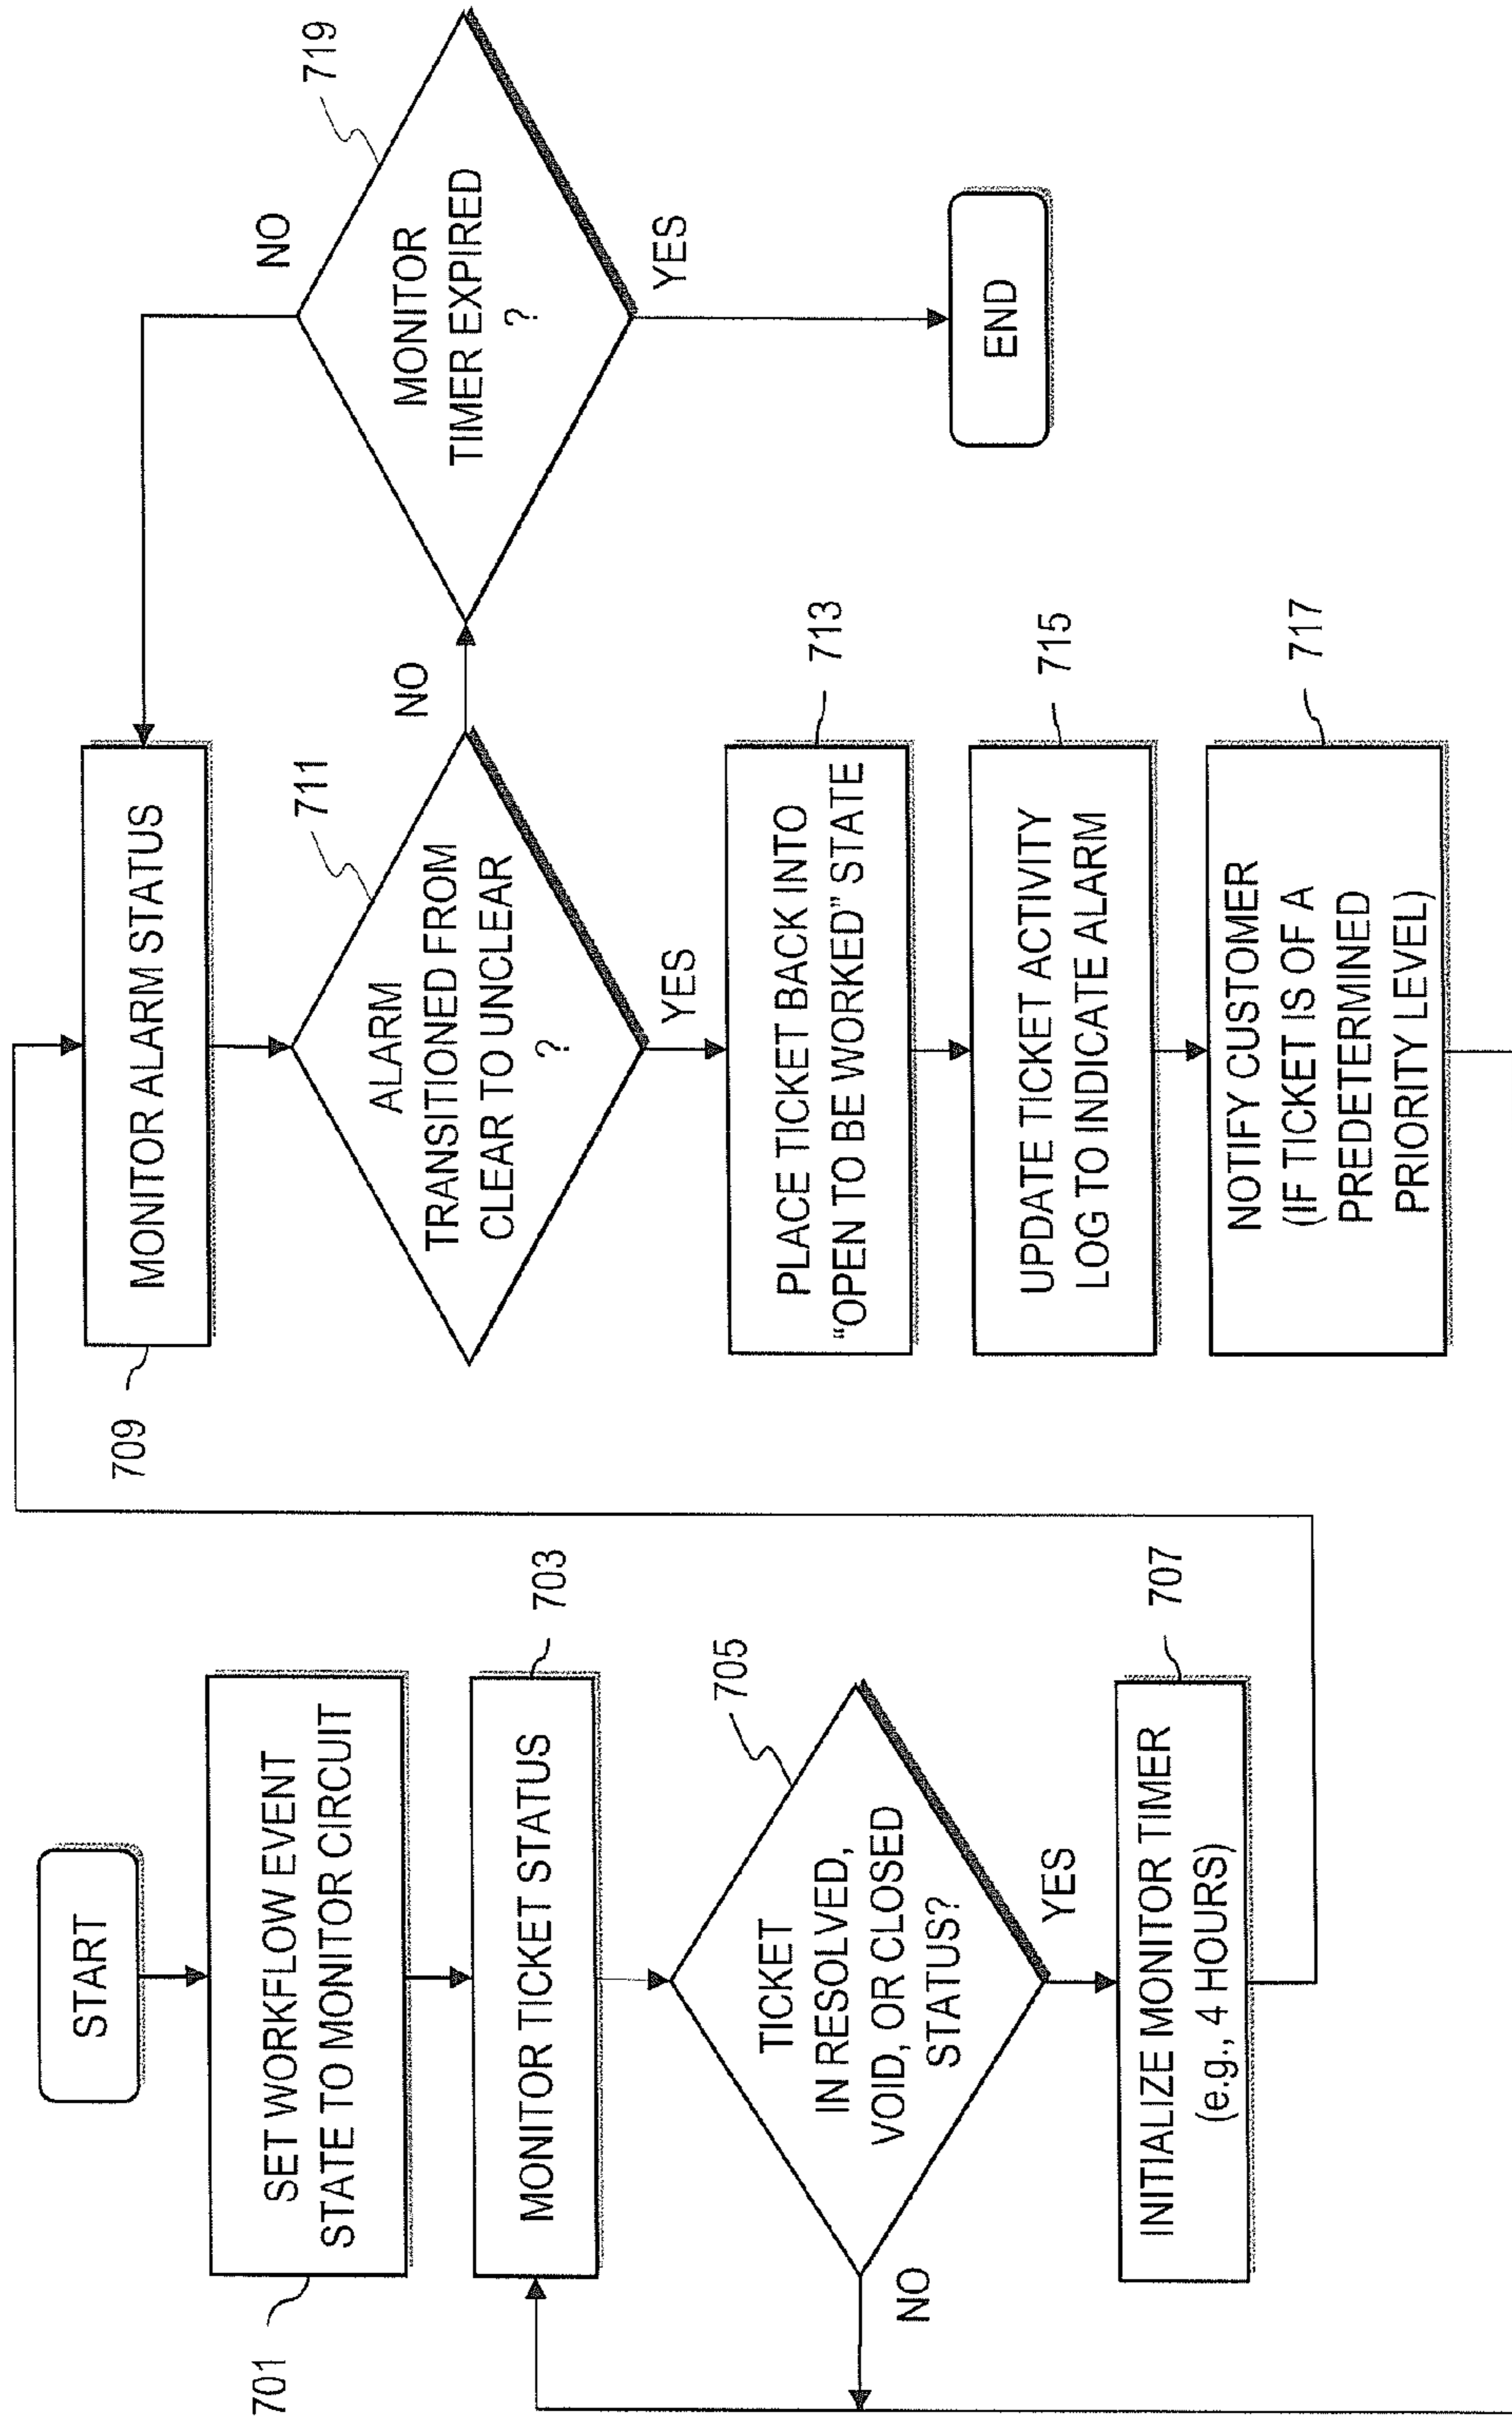 START
701
SET WORKFLOW EVENT
STATE TO MONITOR CIRCUIT
703
MONITOR TICKET STATUS
705
TICKET
IN RESOLVED,
VOID, OR CLOSED
STATUS?
NO
YES
707
INITIALIZE MONITOR TIMER
(e.g., 4 HOURS)
709
MONITOR ALARM STATUS
711
ALARM
TRANSITIONED FROM
CLEAR TO UNCLEAR
?
NO
YES
713
PLACE TICKET BACK INTO
“OPEN TO BE WORKED” STATE
715
UPDATE TICKET ACTIVITY
LOG TO INDICATE ALARM
717
NOTIFY CUSTOMER
(IF TICKET IS OF A
PREDETERMINED
PRIORITY LEVEL)
719
MONITOR
TIMER EXPIRED
?
NO
YES
END